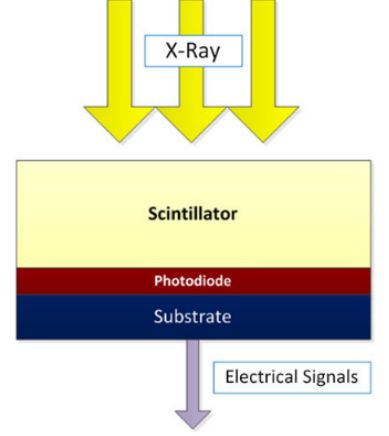 X-Ray
Scintillator
Photodiode
Substrate
Electrical Signals